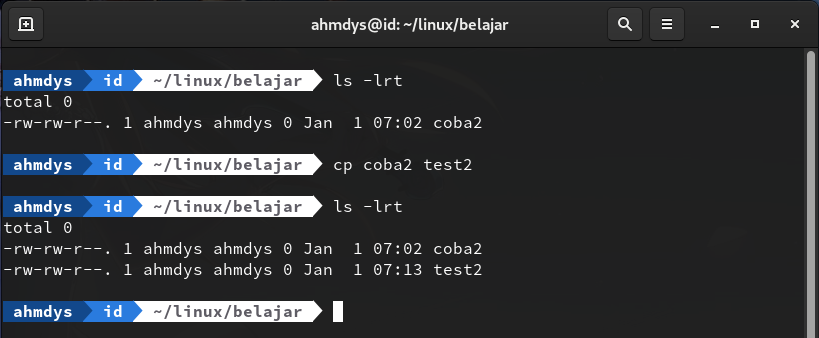 ahmdys@id: ~/linux/belajar
ahmdys id ~/linux/belajar ls -lrt
total 0
-rw-rw-r--. 1 ahmdys ahmdys 0 Jan  1 07:02 coba2
ahmdys id ~/linux/belajar cp coba2 test2
ahmdys id ~/linux/belajar ls -lrt
total 0
-rw-rw-r--. 1 ahmdys ahmdys 0 Jan  1 07:02 coba2
-rw-rw-r--. 1 ahmdys ahmdys 0 Jan  1 07:13 test2
ahmdys id ~/linux/belajar